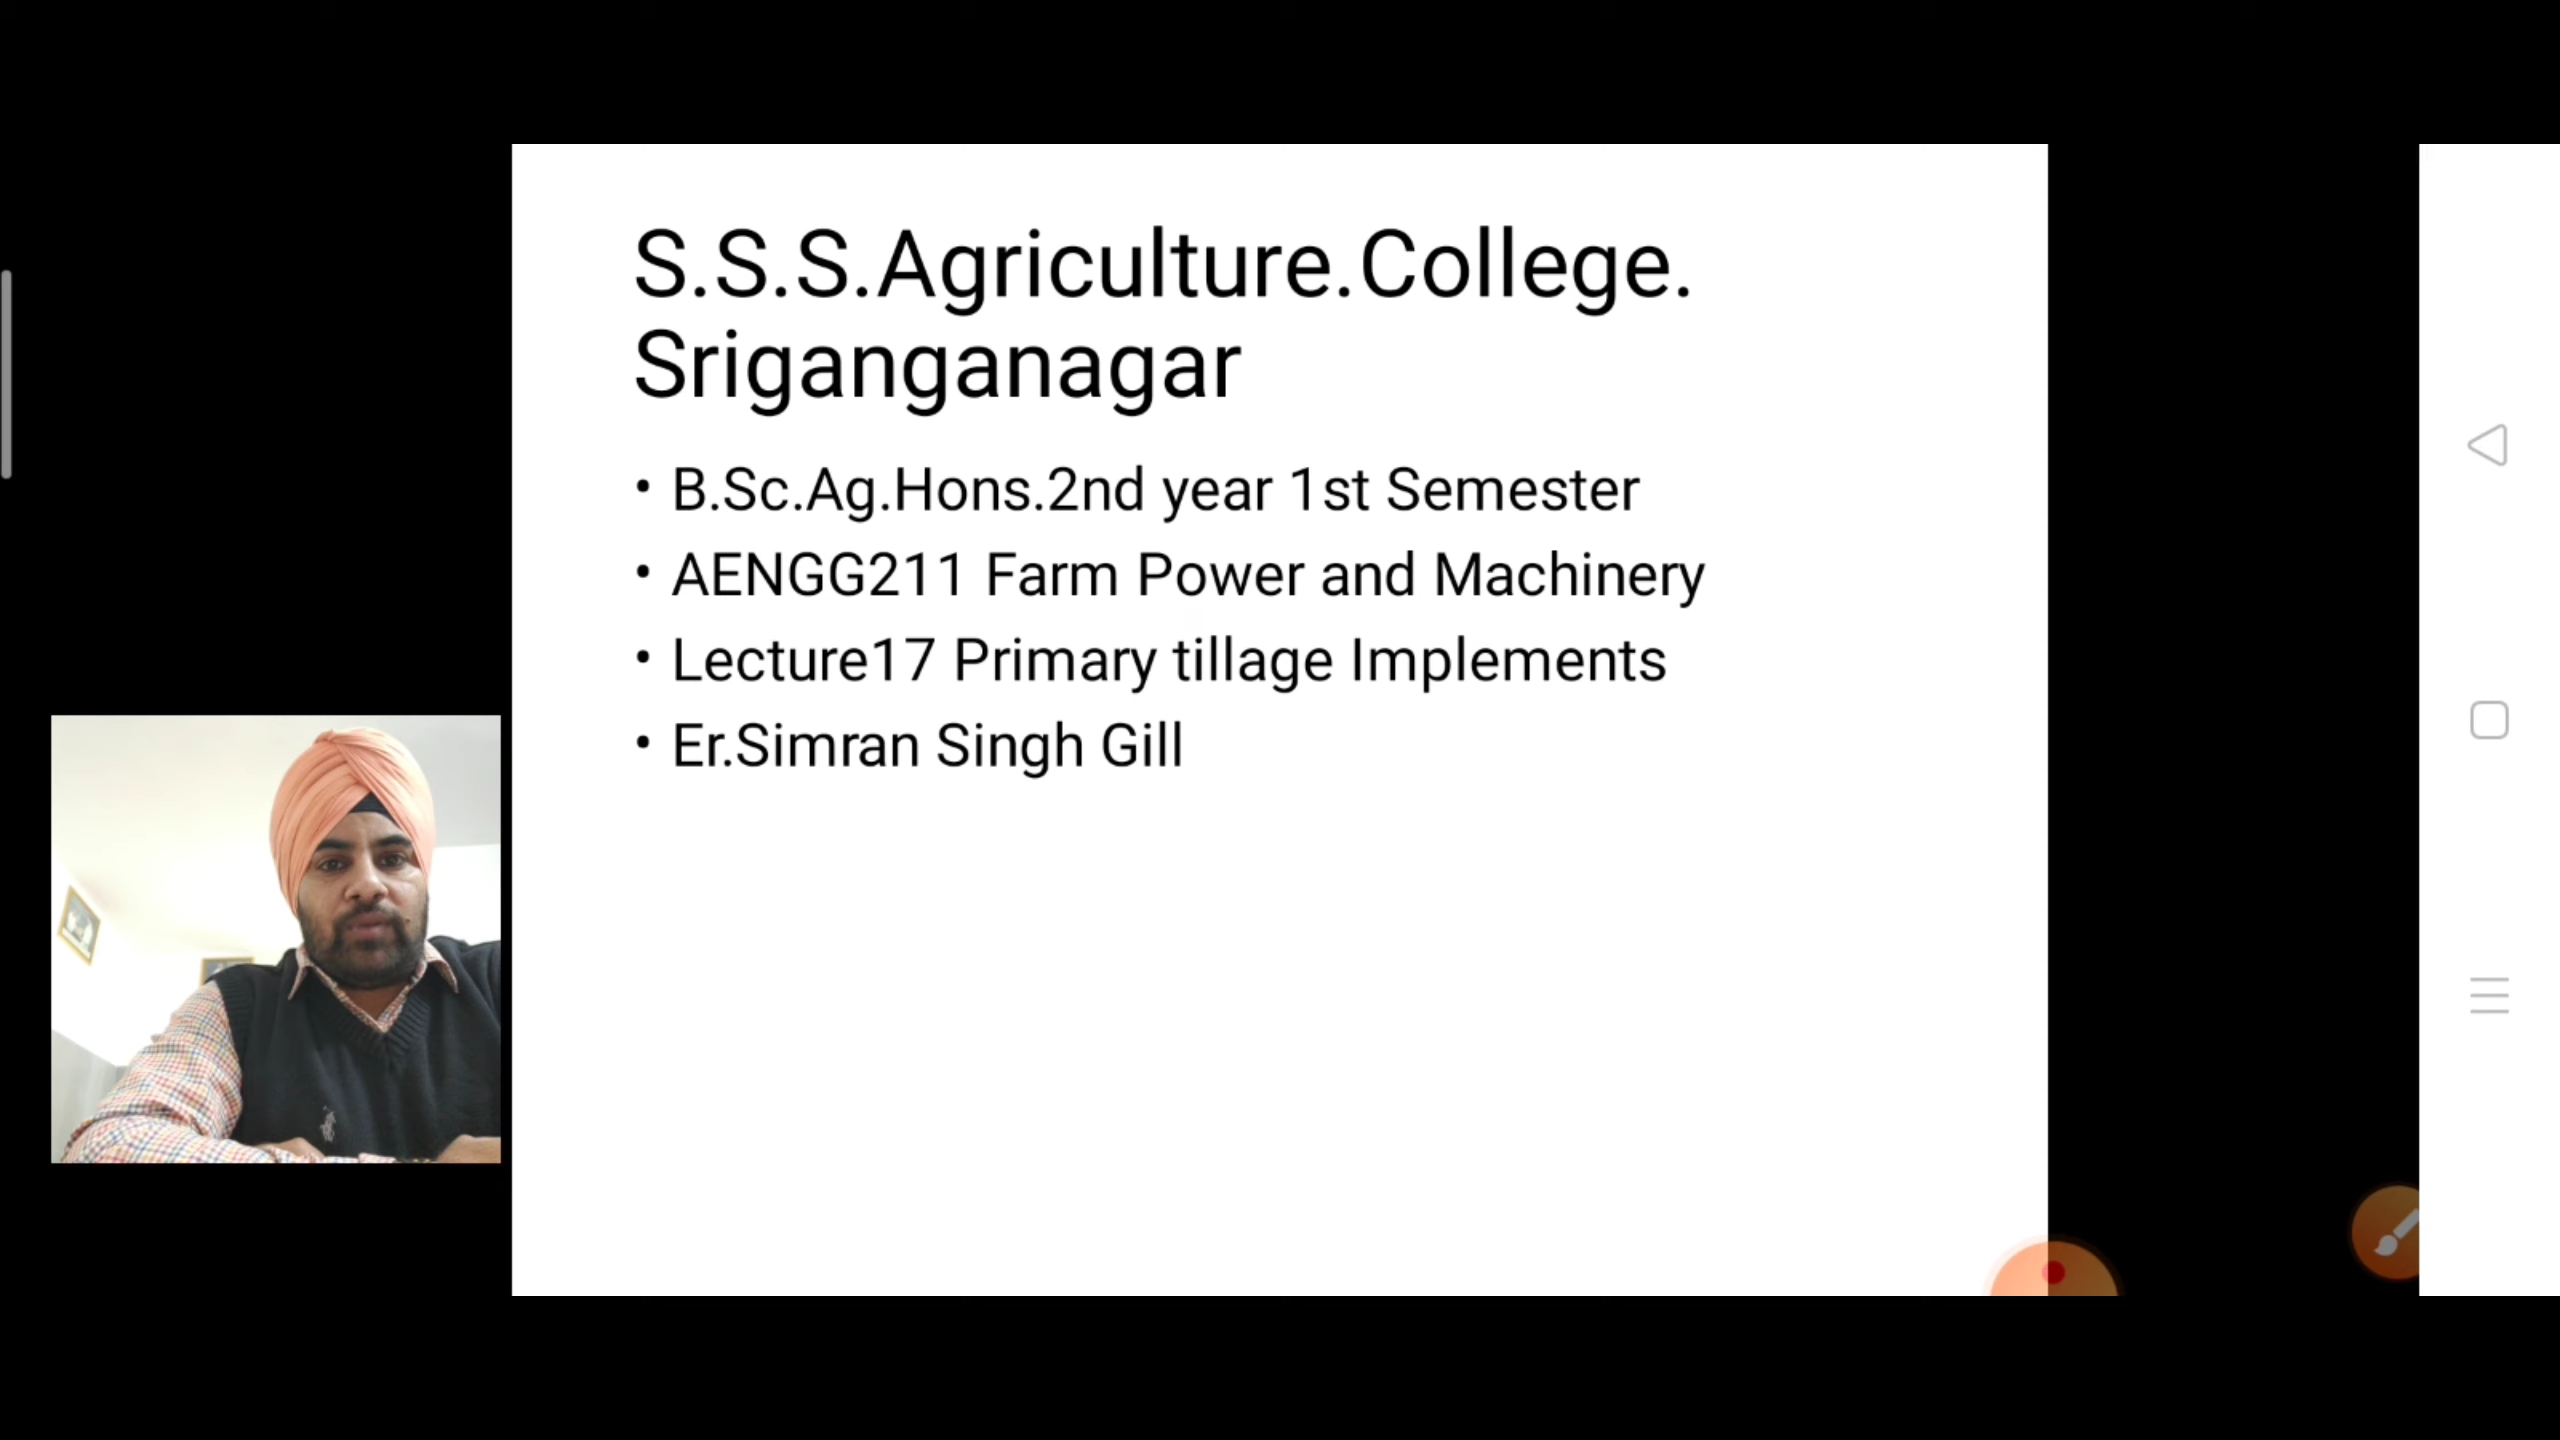 S.S.S.Agriculture.College.
Sriganganagar
• B.Sc.Ag.Hons.2nd year 1st Semester
• AENGG211 Farm Power and Machinery
• Lecture17 Primary tillage Implements
• Er.Simran Singh Gill